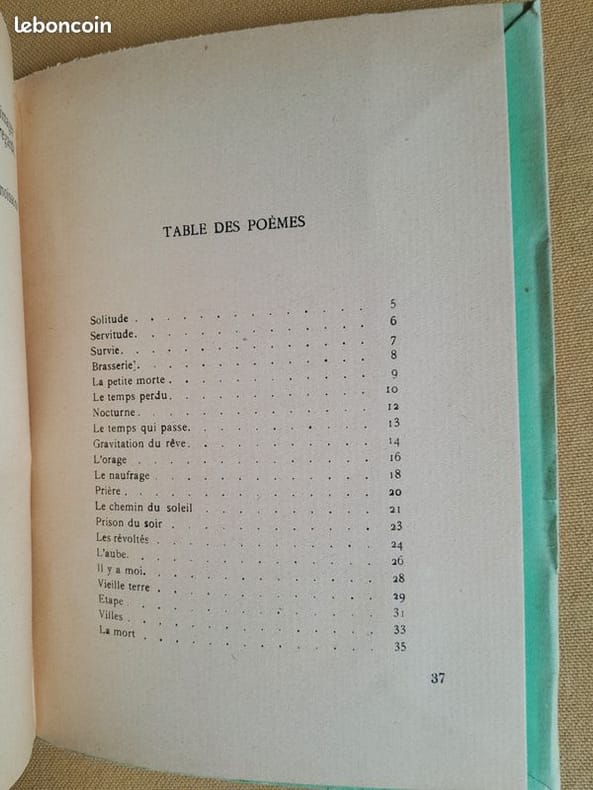 leboncoin
TABLE DES POÈMES
Solitude . . . . . . . . . . . . 5
Servitude. . . . . . . . . . . . 6
Survie. . . . . . . . . . . . . 7
Brasserie. . . . . . . . . . . . 8
La petite morte . . . . . . . . . . 9
Le temps perdu. . . . . . . . . . 10
Nocturne . . . . . . . . . . . . 12
Le temps qui passe. . . . . . . . . 13
Gravitation du rêve. . . . . . . . . 14
L'orage . . . . . . . . . . . . 16
Le naufrage . . . . . . . . . . . 18
Prière . . . . . . . . . . . . . 20
Le chemin du soleil . . . . . . . . 21
Prison du soir . . . . . . . . . . 23
Les révoltés . . . . . . . . . . . 24
L'aube. . . . . . . . . . . . . 26
Il y a moi. . . . . . . . . . . . 28
Vieille terre . . . . . . . . . . . 29
Etape . . . . . . . . . . . . . 31
Villes . . . . . . . . . . . . . 33
La mort . . . . . . . . . . . . 35
37